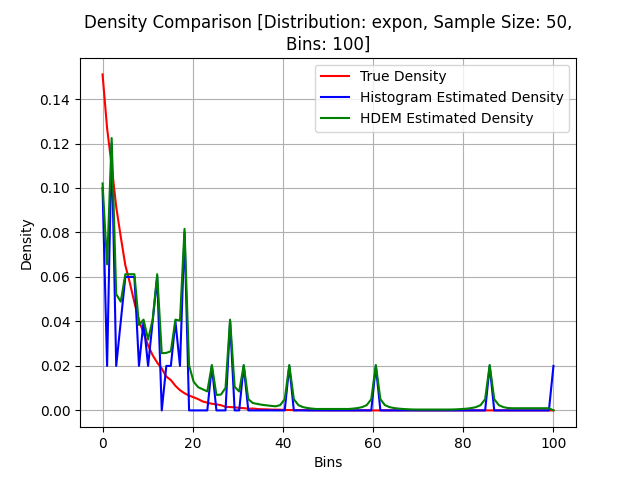 Density Comparison [Distribution: expon, Sample Size: 50,
Bins: 100]
True Density
Histogram Estimated Density
HDEM Estimated Density
Density
0.14
0.12
0.10
0.08
0.06
0.04
0.02
0.00
0
20
40
60
80
100
Bins